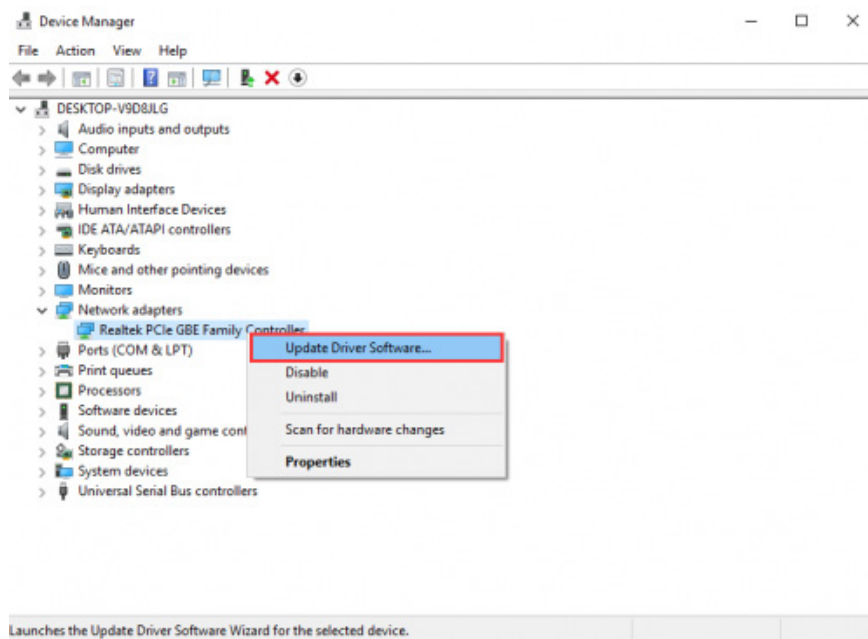 Device Manager
File Action View Help
DESKTOP-V9D8JLG
Audio inputs and outputs
Computer
Disk drives
Display adapters
Human Interface Devices
IDE ATA/ATAPI controllers
Keyboards
Mice and other pointing devices
Monitors
Network adapters
Realtek PCIe GBE Family Controller
Ports (COM & LPT)
Print queues
Processors
Software devices
Sound, video and game cont
Storage controllers
System devices
Universal Serial Bus controllers
Update Driver Software...
Disable
Uninstall
Scan for hardware changes
Properties
Launches the Update Driver Software Wizard for the selected device.